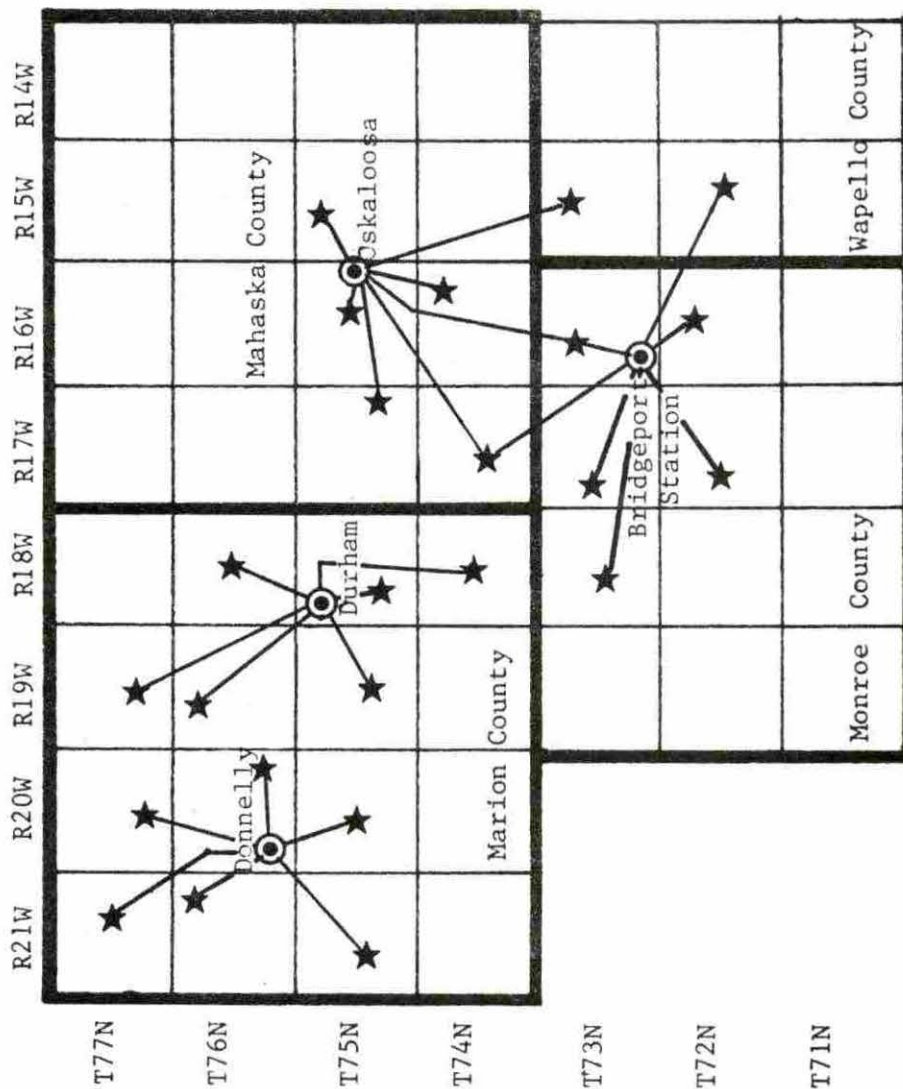 R21W
R20W
R19W
R18W
R17W
R16W
R15W
R14W
T77N
T76N
T75N
T74N
T73N
T72N
T71N
Mahaska County
Oskaloosa
Donnelly
Durham
Marion County
Bridgeport
Station
Monroe County
Wapello County